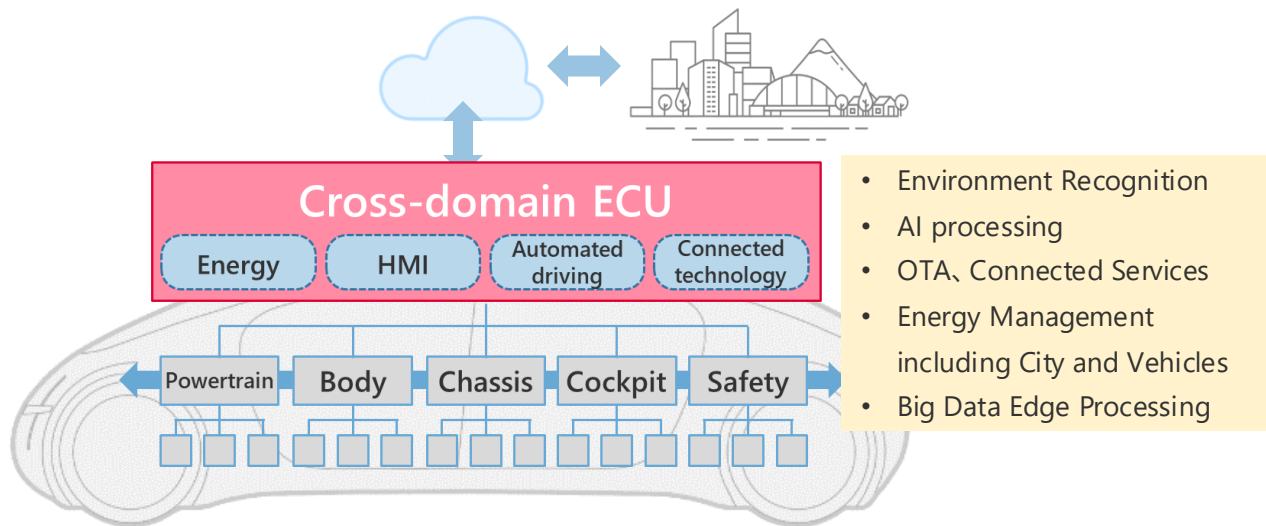 Cross-domain ECU
Energy
HMI
Automated
driving
Connected
technology
• Environment Recognition
• AI processing
• OTA、Connected Services
• Energy Management
including City and Vehicles
• Big Data Edge Processing
Powertrain
Body
Chassis
Cockpit
Safety